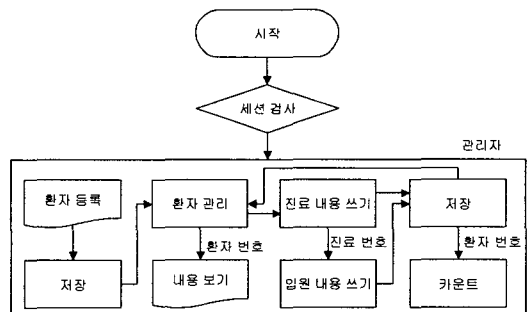 시작
세션 검사
관리자
환자 등록
환자 관리
진료 내용 쓰기
저장
환자 번호
진료 번호
환자 번호
저장
내용 보기
입원 내용 쓰기
카운트